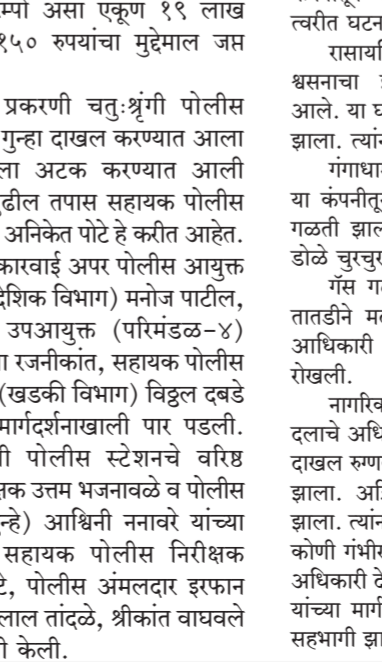 म्पो असा एकूण १९ लाख
१५० रुपयांचा मुद्देमाल जप्त
प्रकरणी चतुःश्रृंगी पोलीस
गुन्हा दाखल करण्यात आला
ला अटक करण्यात आली
ढील तपास सहायक पोलीस
अनिकेत पोटे हे करीत आहेत.
कारवाई अपर पोलीस आयुक्त
देशिक विभाग) मनोज पाटील,
उपआयुक्त (परिमंडळ-४)
ा रजनीकांत, सहायक पोलीस
(खडकी विभाग) विठ्ठल दबडे
मार्गदर्शनाखाली पार पडली.
गी पोलीस स्टेशनचे वरिष्ठ
क्षक उत्तम भजनावळे व पोलीस
न्हे) आश्विनी ननावरे यांच्या
सहायक पोलीस निरीक्षक
टे, पोलीस अंमलदार इरफान
लाल तांदळे, श्रीकांत वाघवले
ी केली.
त्वरीत घटन
रासायनि
श्वसनाचा
आले. या घ
झाला. त्यांन
गंगाधाम
या कंपनीतू
गळती झाल
डोळे चुरचुर
गॅस ग
तातडीने म
आधिकारी
रोखली.
नागरिक
दलाचे अधि
दाखल रुग्ण
झाला. अग्नि
झाला. त्यांन
कोणी गंभीर
अधिकारी दे
यांच्या मार्ग
सहभागी झा